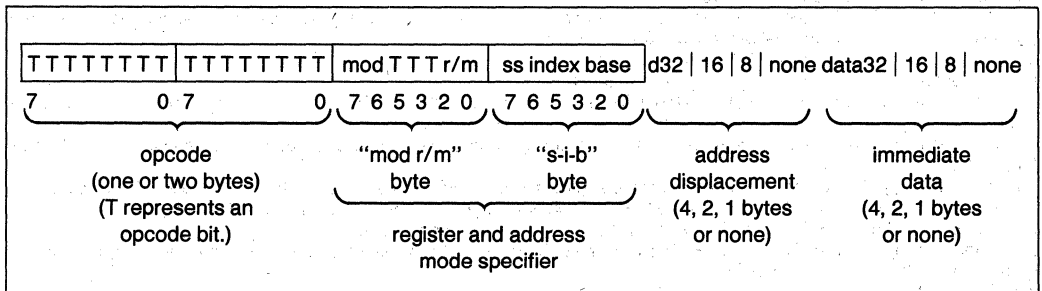 T T T T T T T T T T T T T T T T mod T T T r/m ss index base d32 | 16 | 8 | none data32 | 16 | 8 | none
7 0 7 0 7 6 5 3 2 0 7 6 5 3 2 0
opcode
(one or two bytes)
(T represents an
opcode bit.)
“mod r/m”
byte
“s-i-b”
byte
register and address
mode specifier
address
displacement
(4, 2, 1 bytes
or none)
immediate
data
(4, 2, 1 bytes
or none)